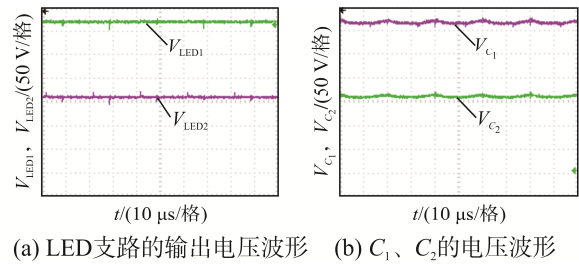 V_LED1, V_LED2/(50 V/格)
V_LED1
V_LED2
t/(10 μs/格)
(a) LED支路的输出电压波形
V_C₁, V_C₂/(50 V/格)
V_C₁
V_C₂
t/(10 μs/格)
(b) C₁、C₂的电压波形